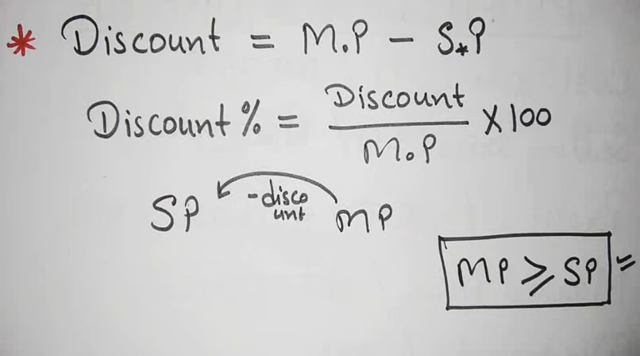 * Discount = M.P - S.P
Discount % = Discount / M.P × 100
SP -disco unt MP
MP ⩾ SP =